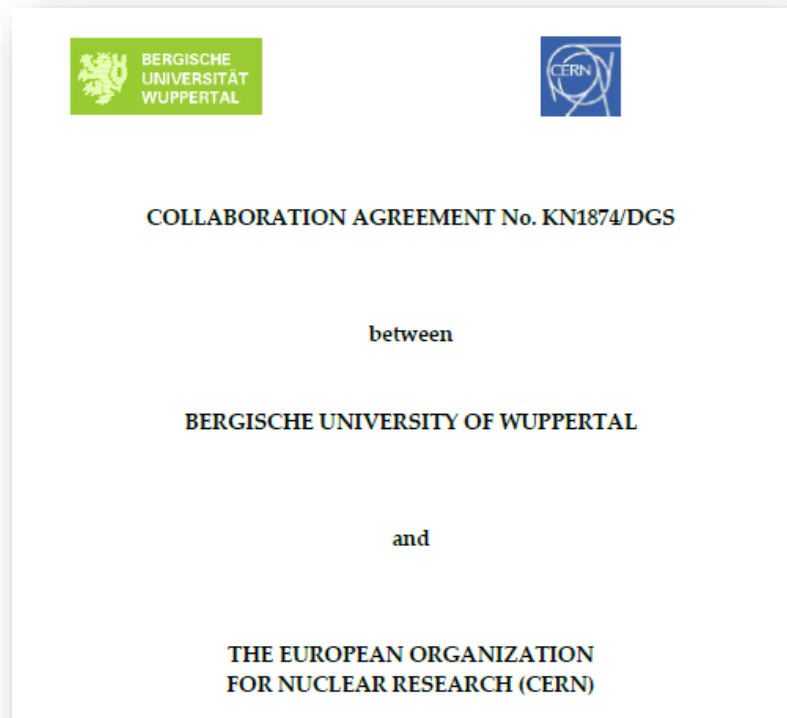 BERGISCHE
UNIVERSITÄT
WUPPERTAL
CERN
COLLABORATION AGREEMENT No. KN1874/DGS
between
BERGISCHE UNIVERSITY OF WUPPERTAL
and
THE EUROPEAN ORGANIZATION
FOR NUCLEAR RESEARCH (CERN)